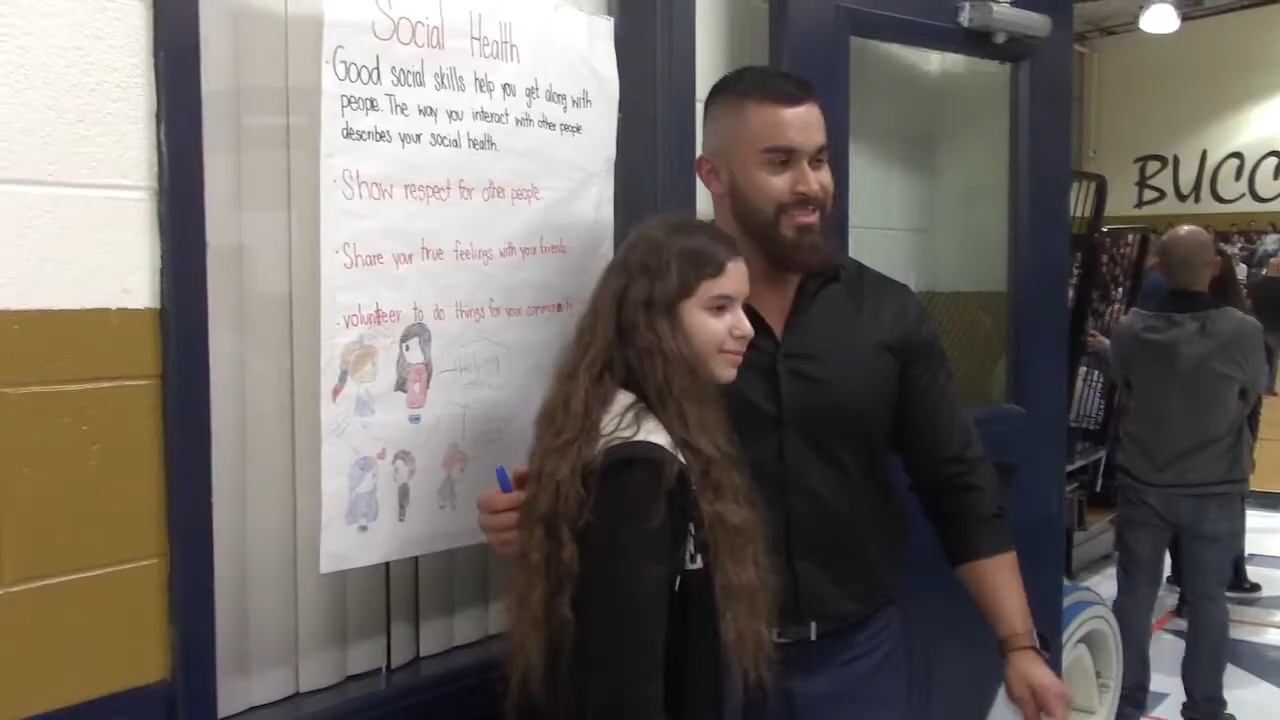 Social Health
· Good social skills help you get along with
people. The way you interact with other people
describes your social health.
· Show respect for other people.
· Share your true feelings with your friends.
· volunteer to do things for your community
BUCC